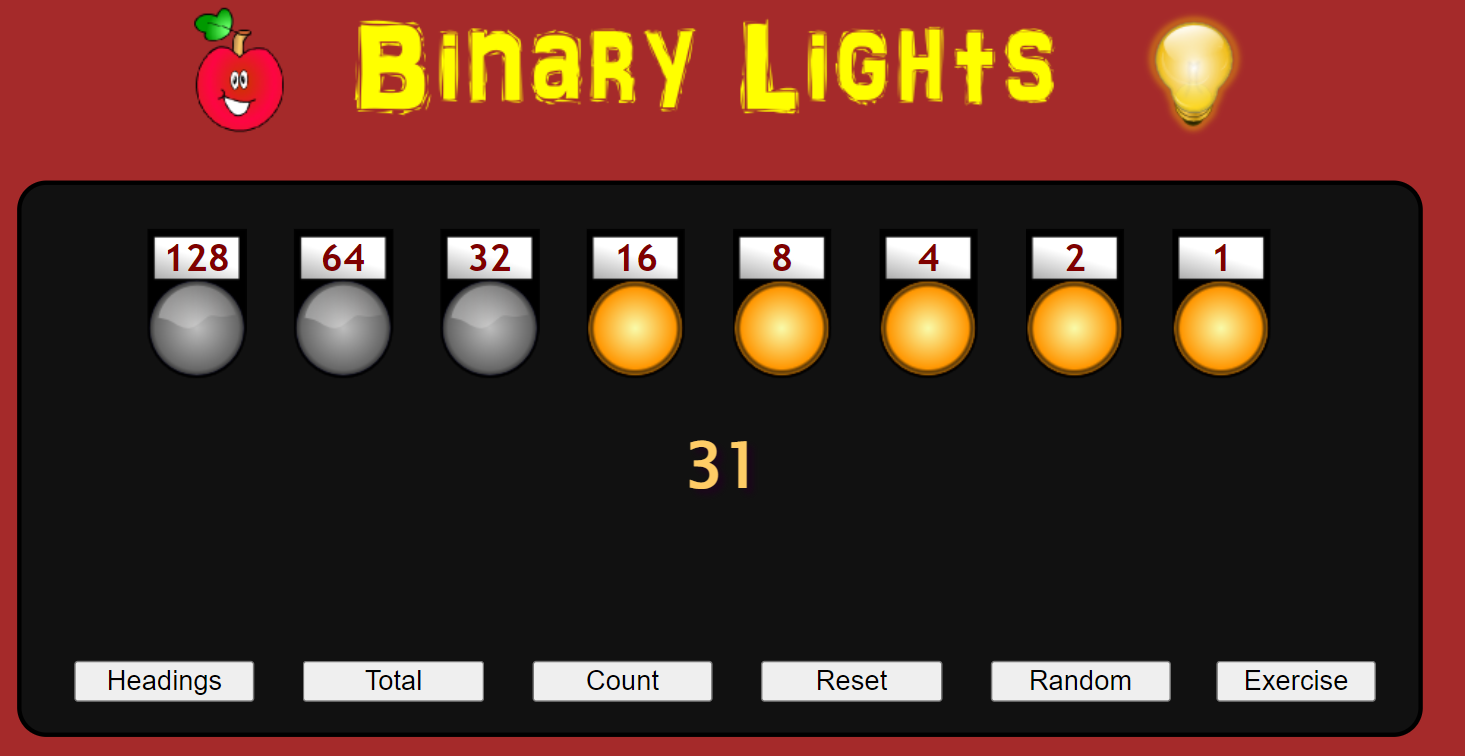 Binary Lights
128 64 32 16 8 4 2 1
31
Headings Total Count Reset Random Exercise